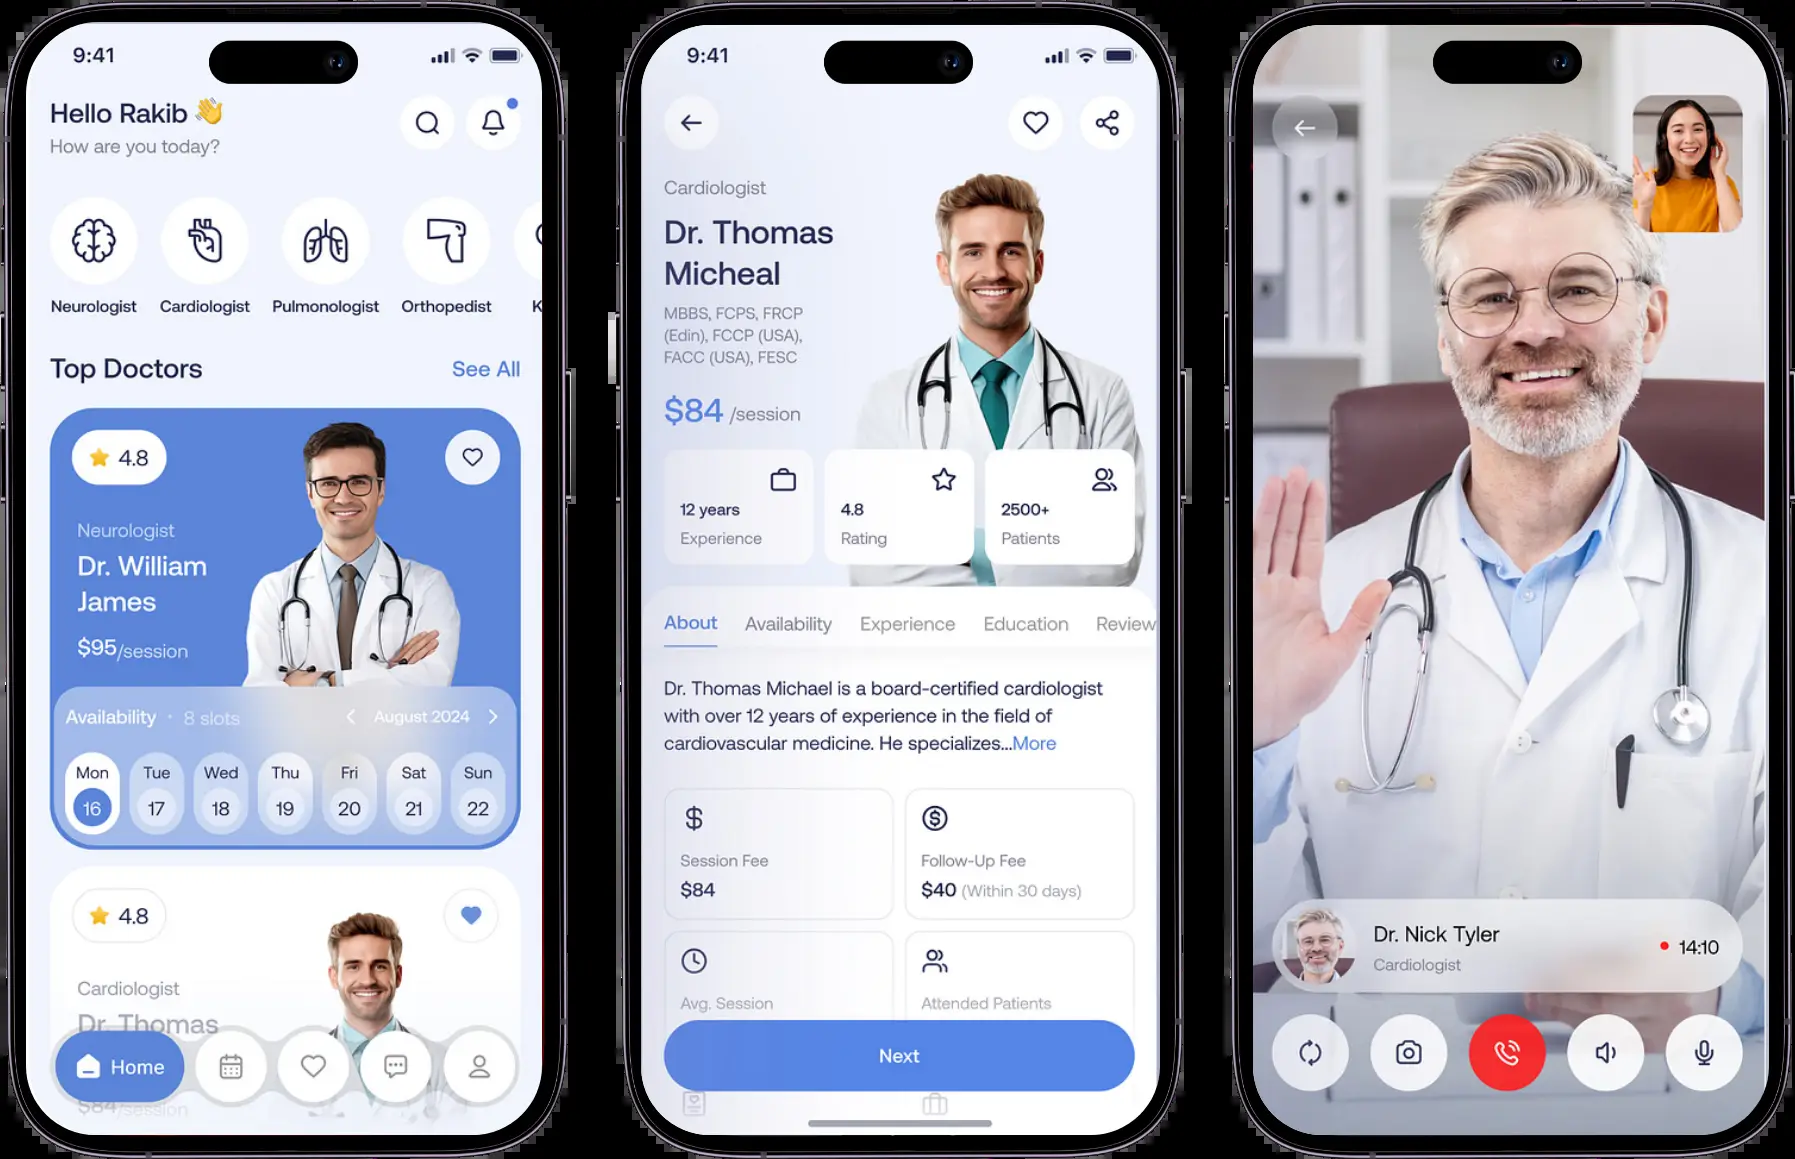 9:41
Hello Rakib 👋
How are you today?
Neurologist
Cardiologist
Pulmonologist
Orthopedist
K
Top Doctors
See All
4.8
Neurologist
Dr. William
James
$95/session
Availability • 8 slots
August 2024
Mon Tue Wed Thu Fri Sat Sun
16 17 18 19 20 21 22
4.8
Cardiologist
Dr. Thomas
Home
$84/session
9:41
Cardiologist
Dr. Thomas
Micheal
MBBS, FCPS, FRCP
(Edin), FCCP (USA),
FACC (USA), FESC
$84 /session
12 years
Experience
4.8
Rating
2500+
Patients
About Availability Experience Education Review
Dr. Thomas Michael is a board-certified cardiologist
with over 12 years of experience in the field of
cardiovascular medicine. He specializes...More
Session Fee
$84
Follow-Up Fee
$40 (Within 30 days)
Avg. Session
Attended Patients
Next
Dr. Nick Tyler
Cardiologist
14:10